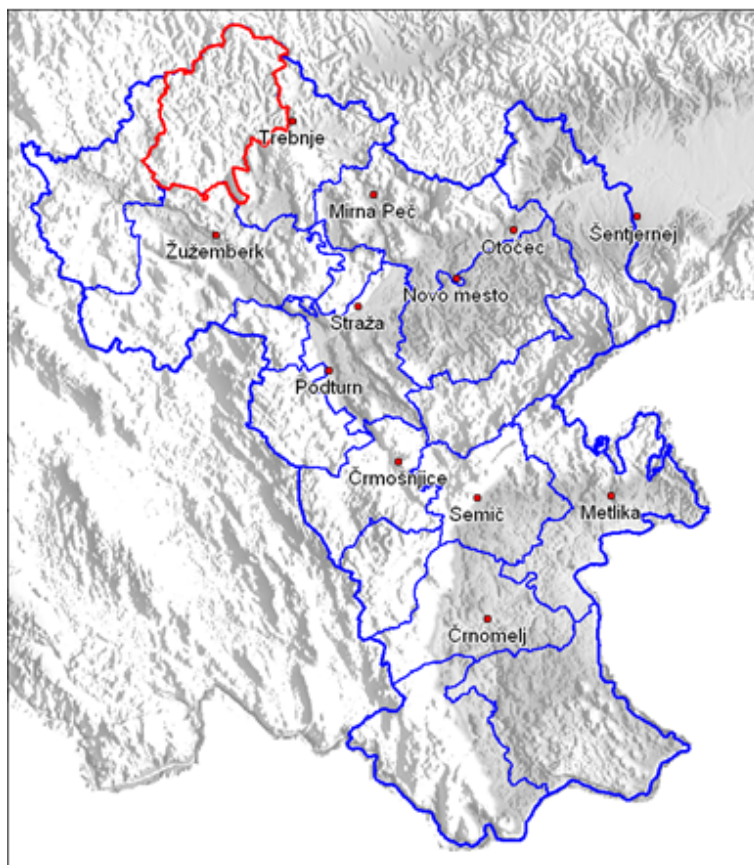 Trebnje
Mirna Peč
Otočec
Šentjernej
Žužemberk
Novo mesto
Straža
Podturn
Črmošnjice
Semič
Metlika
Črnomelj